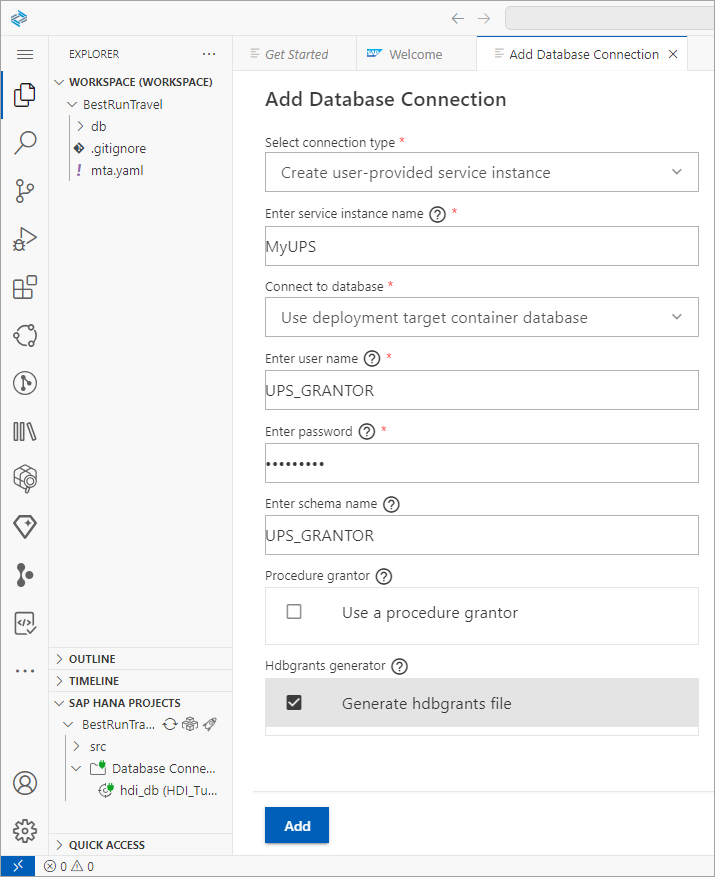 EXPLORER
Get Started
SAP Welcome
Add Database Connection
WORKSPACE (WORKSPACE)
BestRunTravel
db
.gitignore
! mta.yaml
OUTLINE
TIMELINE
SAP HANA PROJECTS
BestRunTra...
src
Database Conne...
hdi_db (HDI_Tu...
QUICK ACCESS
0 0
Add Database Connection
Select connection type *
Create user-provided service instance
Enter service instance name ? *
MyUPS
Connect to database *
Use deployment target container database
Enter user name ? *
UPS_GRANTOR
Enter password ? *
•••••••••
Enter schema name ?
UPS_GRANTOR
Procedure grantor ?
Use a procedure grantor
Hdbgrants generator ?
Generate hdbgrants file
Add